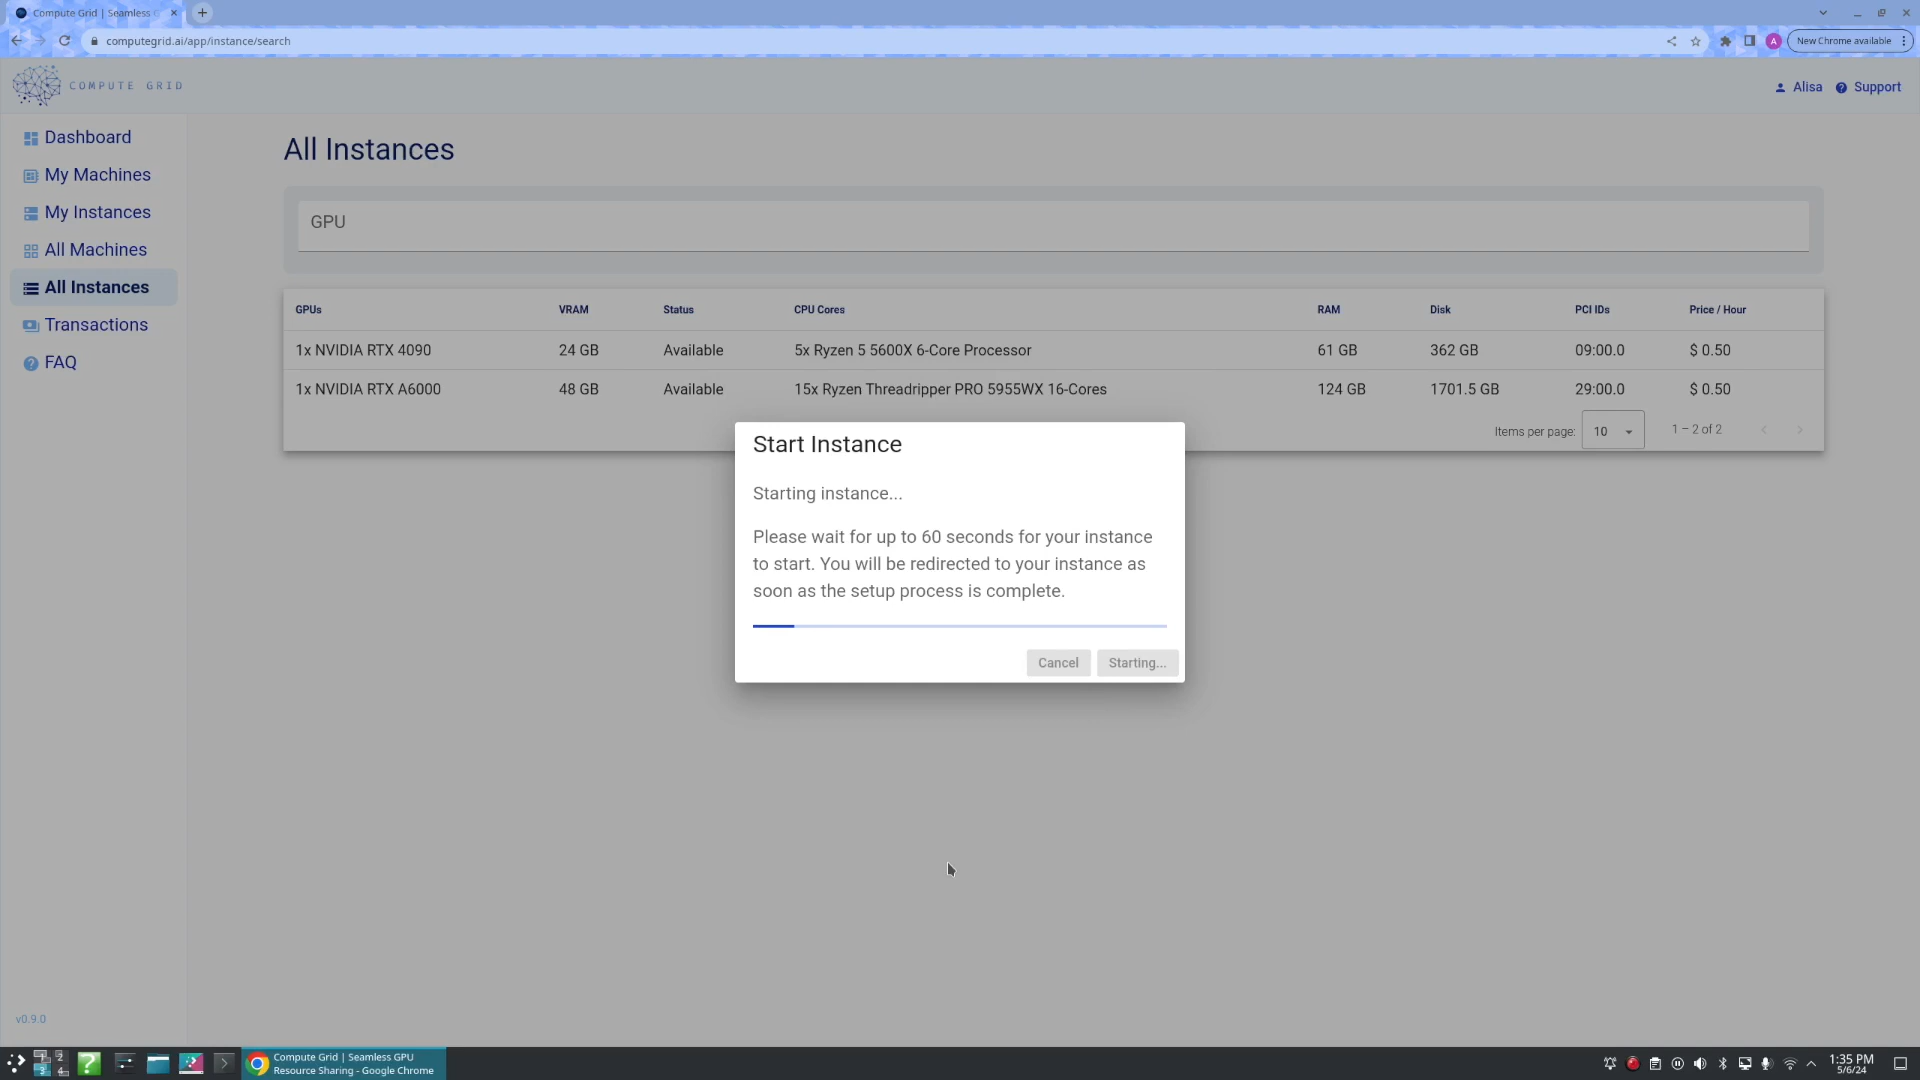 Compute Grid | Seamless G
computegrid.ai/app/instance/search
A
New Chrome available
COMPUTE GRID
Alisa
Support
Dashboard
My Machines
My Instances
All Machines
All Instances
Transactions
FAQ
All Instances
GPU
GPUs VRAM Status CPU Cores RAM Disk PCI IDs Price / Hour
1x NVIDIA RTX 4090 24 GB Available 5x Ryzen 5 5600X 6-Core Processor 61 GB 362 GB 09:00.0 $ 0.50
1x NVIDIA RTX A6000 48 GB Available 15x Ryzen Threadripper PRO 5955WX 16-Cores 124 GB 1701.5 GB 29:00.0 $ 0.50
Items per page: 10 1 – 2 of 2
Start Instance
Starting instance...
Please wait for up to 60 seconds for your instance
to start. You will be redirected to your instance as
soon as the setup process is complete.
Cancel Starting...
v0.9.0
1 2
3 4
Compute Grid | Seamless GPU
Resource Sharing - Google Chrome
1:35 PM
5/6/24